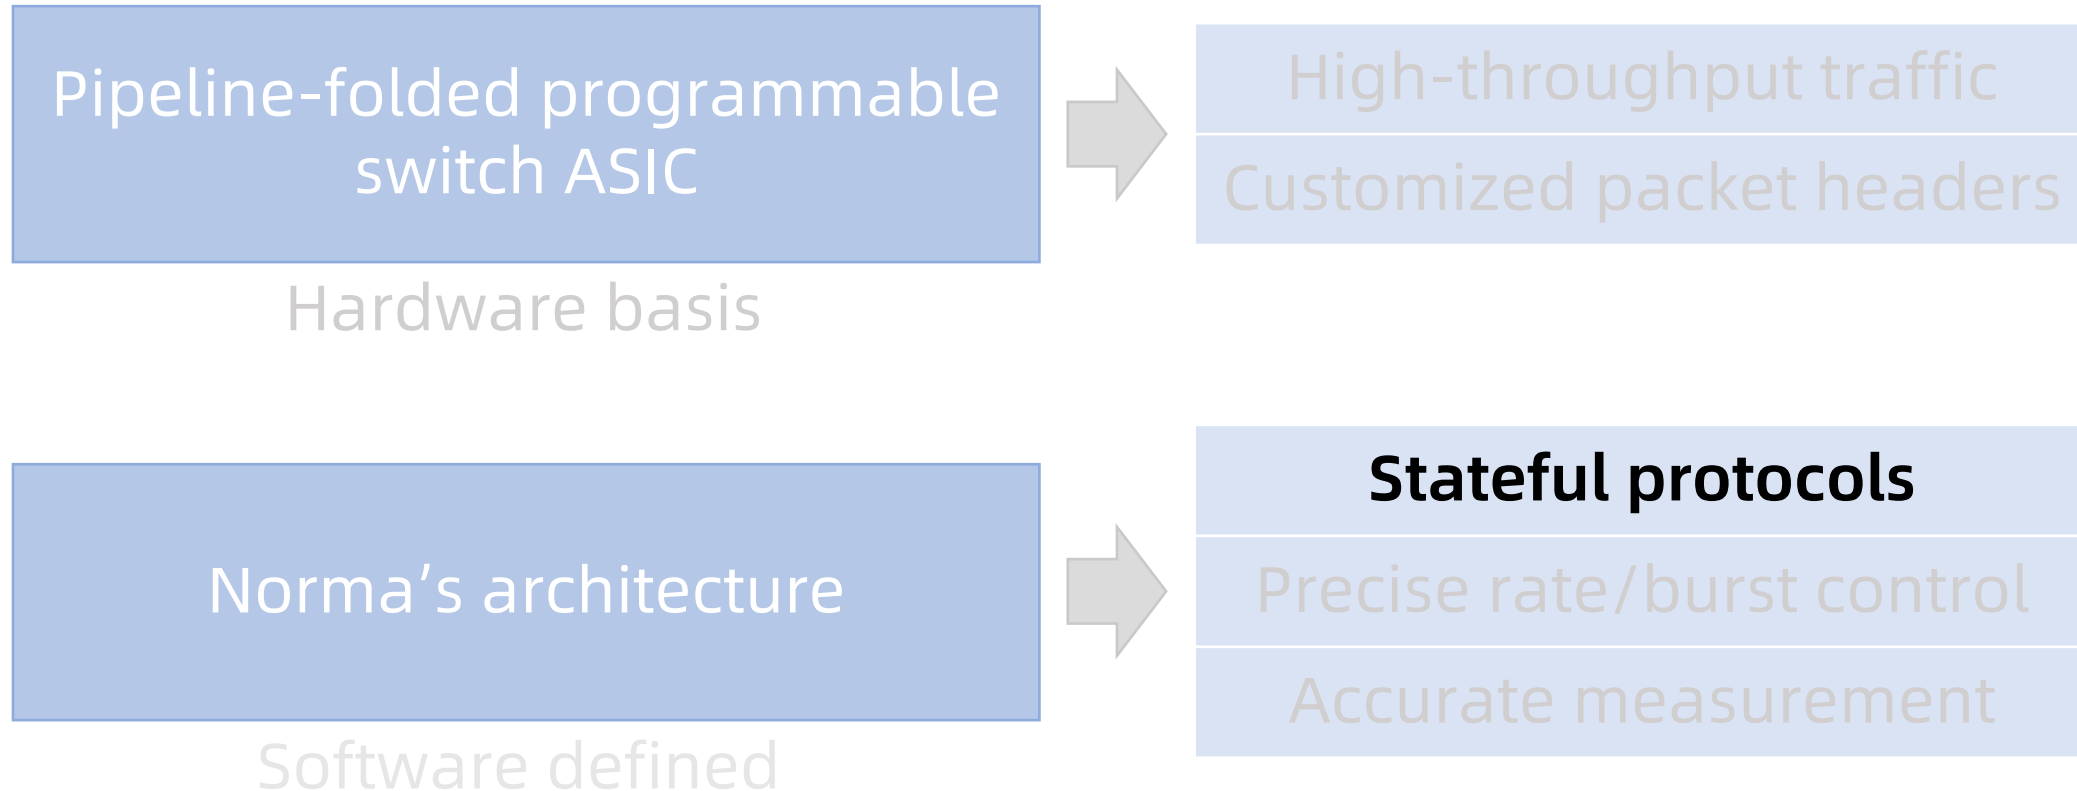 Pipeline-folded programmable
switch ASIC
Hardware basis
High-throughput traffic
Customized packet headers
Norma’s architecture
Software defined
Stateful protocols
Precise rate/burst control
Accurate measurement